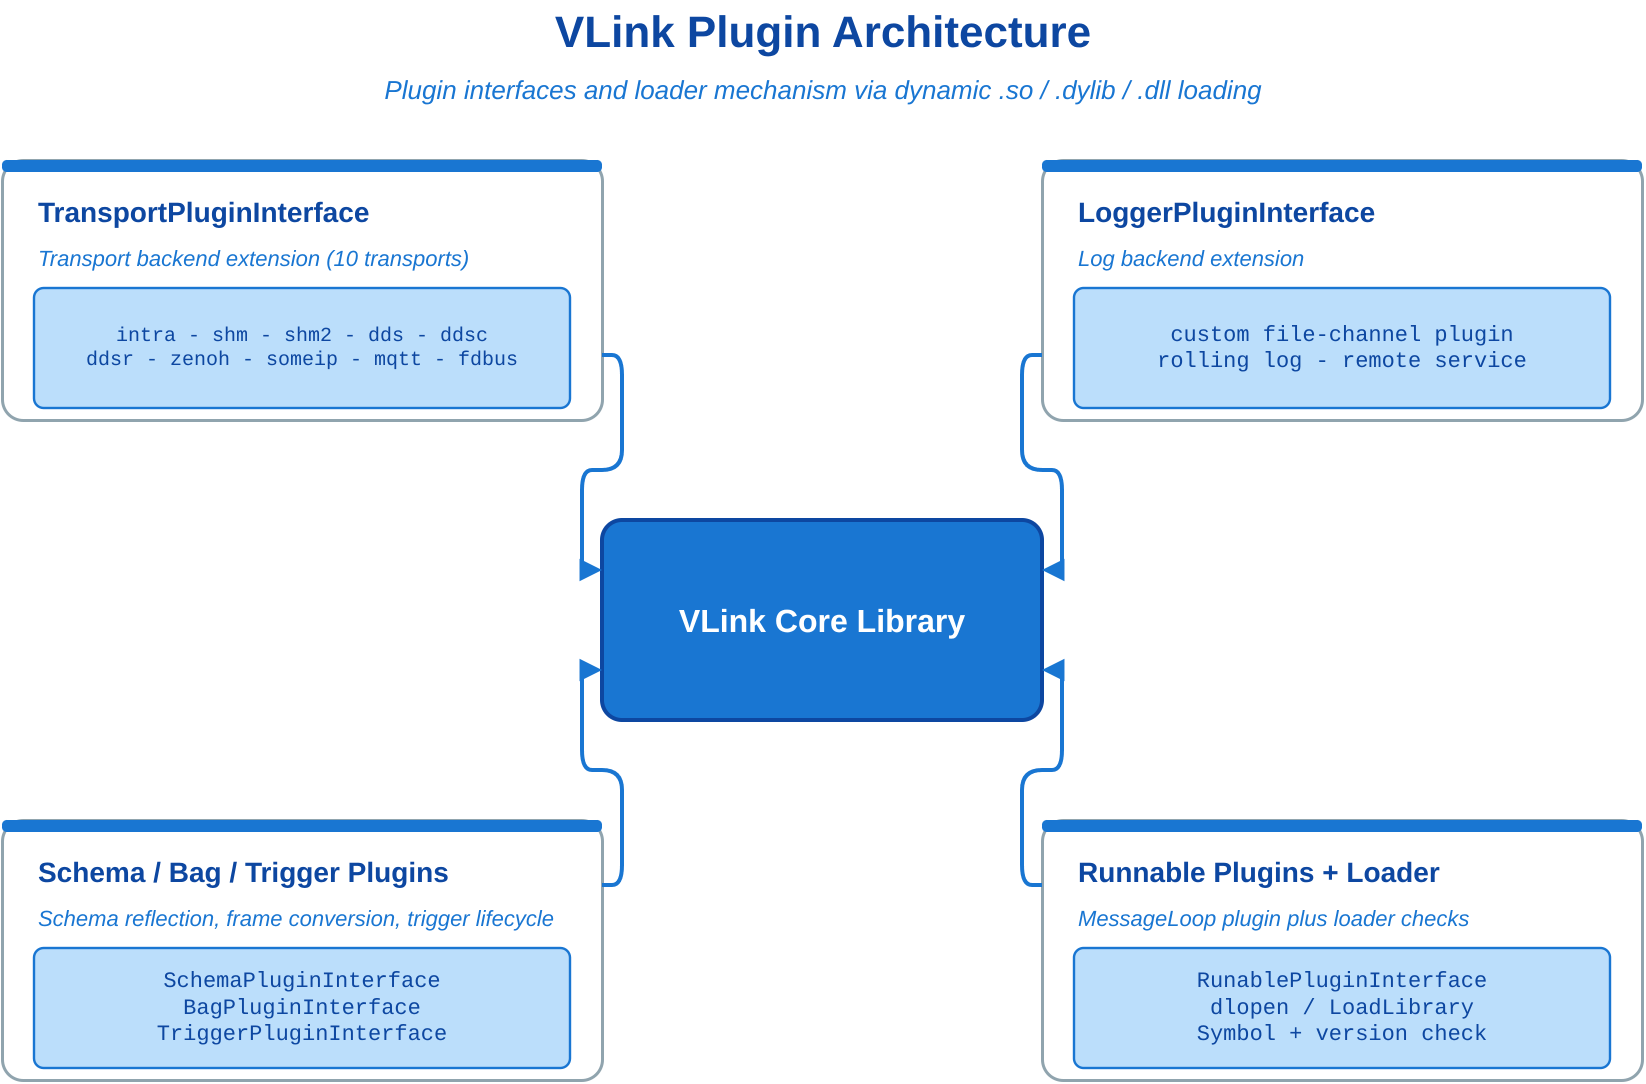 VLink Plugin Architecture
Plugin interfaces and loader mechanism via dynamic .so / .dylib / .dll loading
TransportPluginInterface
Transport backend extension (10 transports)
intra - shm - shm2 - dds - ddsc
ddsr - zenoh - someip - mqtt - fdbus
LoggerPluginInterface
Log backend extension
custom file-channel plugin
rolling log - remote service
VLink Core Library
Schema / Bag / Trigger Plugins
Schema reflection, frame conversion, trigger lifecycle
SchemaPluginInterface
BagPluginInterface
TriggerPluginInterface
Runnable Plugins + Loader
MessageLoop plugin plus loader checks
RunablePluginInterface
dlopen / LoadLibrary
Symbol + version check